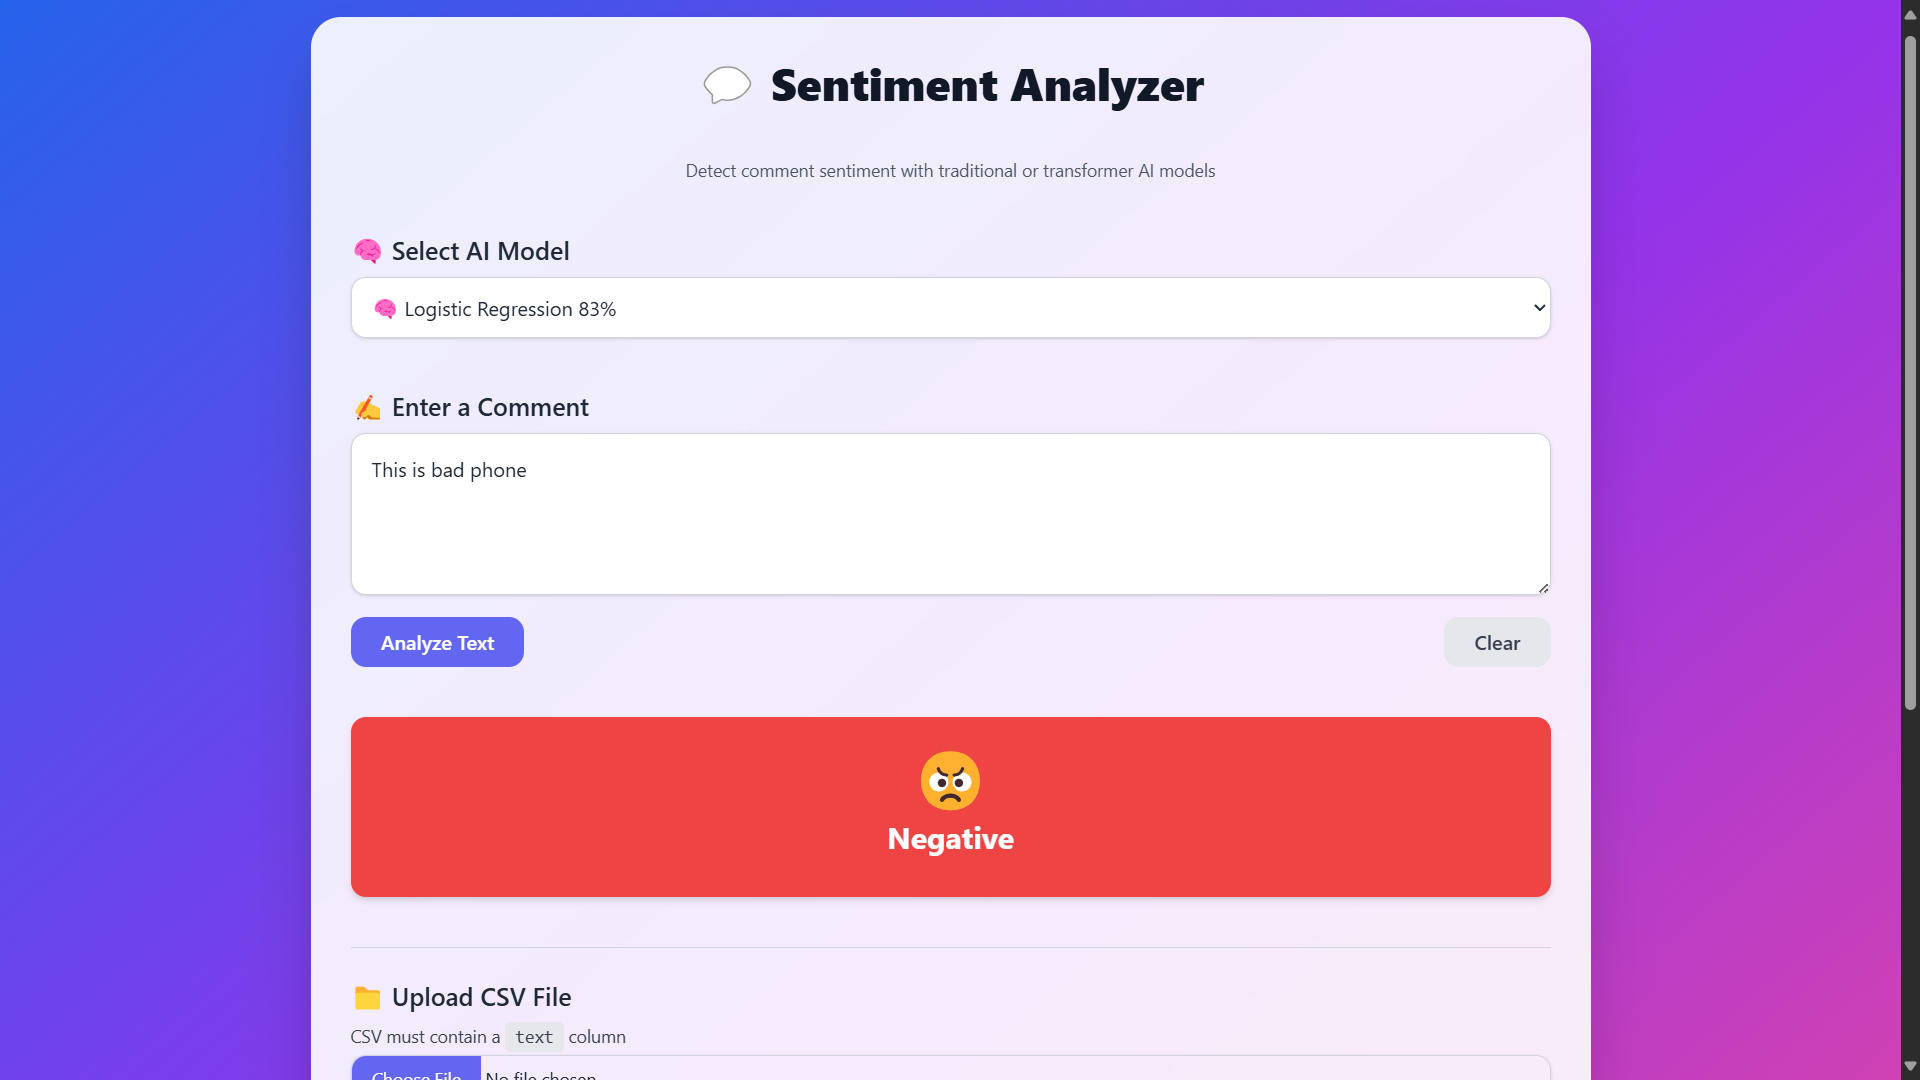 Sentiment Analyzer
Detect comment sentiment with traditional or transformer AI models
Select AI Model
Logistic Regression 83%
Enter a Comment
This is bad phone
Analyze Text
Clear
Negative
Upload CSV File
CSV must contain a text column
Choose File No file chosen